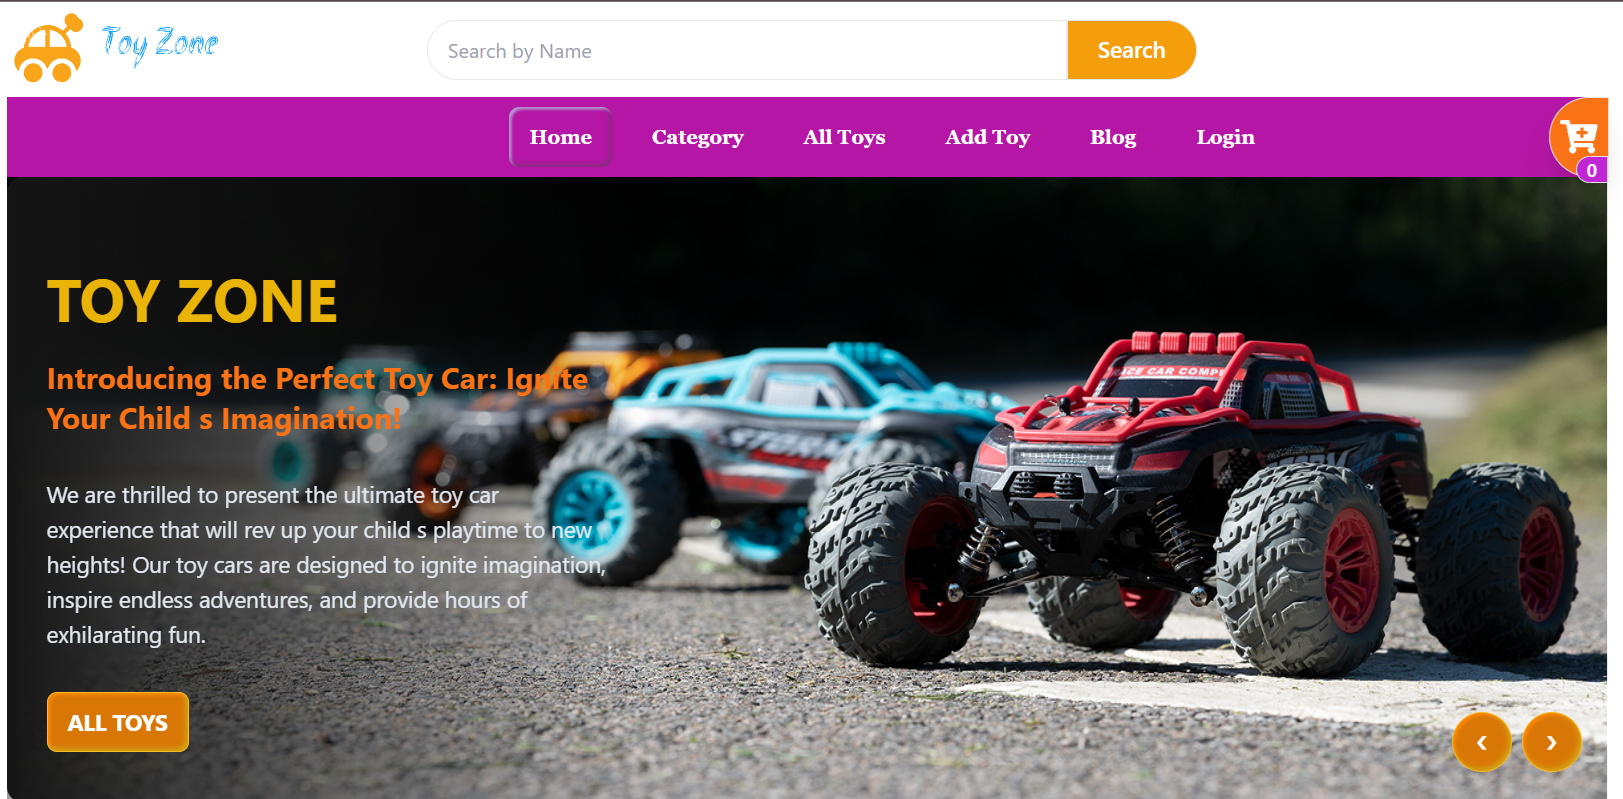 Toy Zone
Search by Name
Search
Home
Category
All Toys
Add Toy
Blog
Login
0
TOY ZONE
Introducing the Perfect Toy Car: Ignite
Your Child s Imagination!
We are thrilled to present the ultimate toy car
experience that will rev up your child s playtime to new
heights! Our toy cars are designed to ignite imagination,
inspire endless adventures, and provide hours of
exhilarating fun.
ALL TOYS
‹
›
RACE CAR
STORM